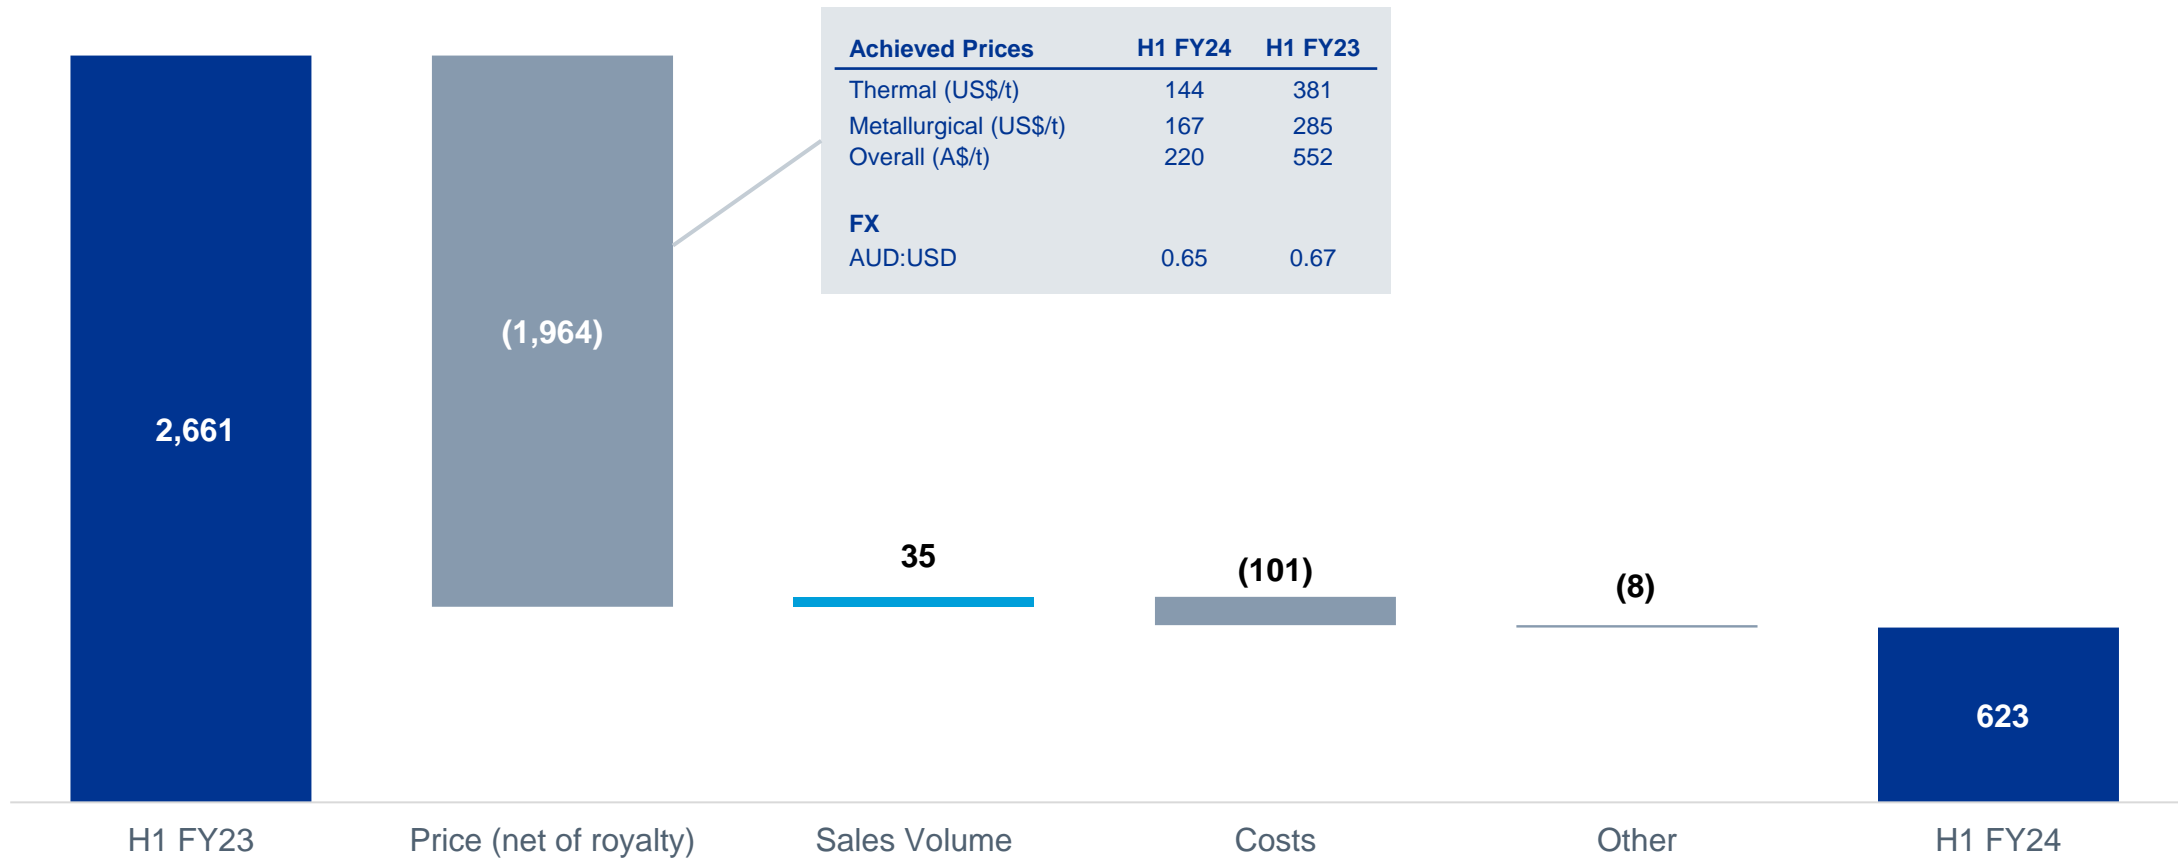 Achieved Prices H1 FY24 H1 FY23
Thermal (US$/t) 144 381
Metallurgical (US$/t) 167 285
Overall (A$/t) 220 552
FX
AUD:USD 0.65 0.67
2,661
(1,964)
35
(101)
(8)
623
H1 FY23
Price (net of royalty)
Sales Volume
Costs
Other
H1 FY24